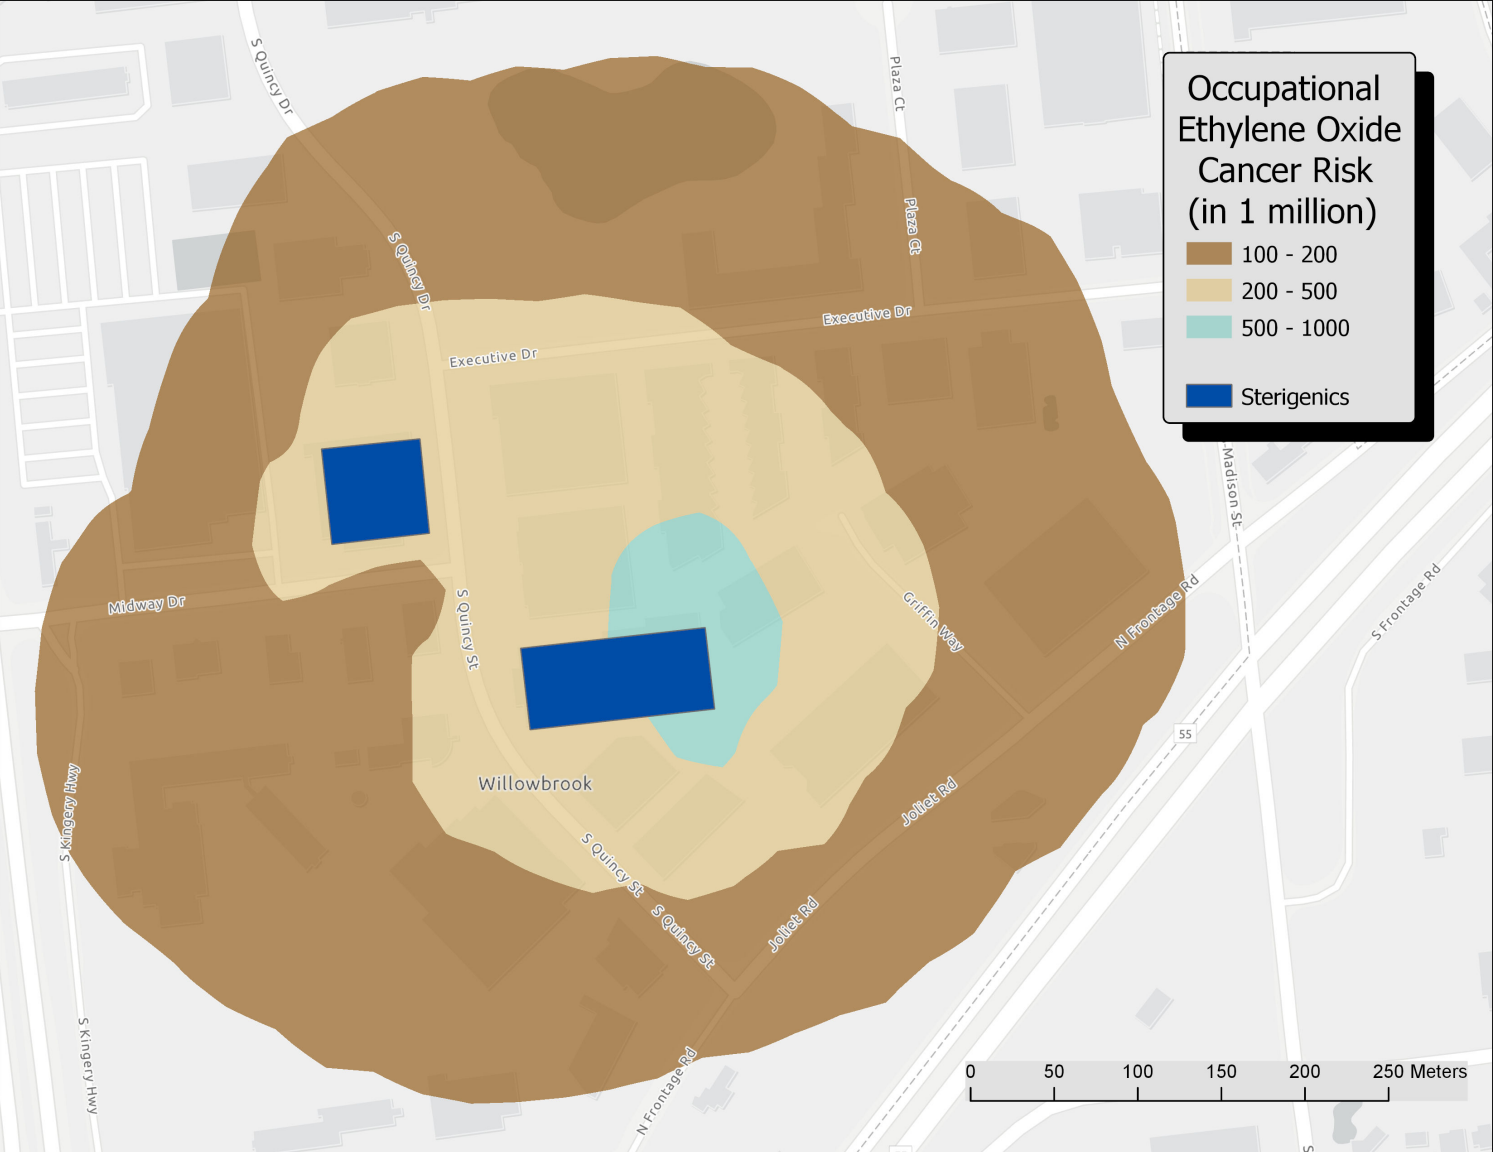 S Quincy Dr
Plaza Ct
Occupational
Ethylene Oxide
Cancer Risk
(in 1 million)
100 - 200
200 - 500
500 - 1000
Sterigenics
S Quincy Dr
Plaza Ct
Executive Dr
Executive Dr
Madison St
Midway Dr
S Quincy St
Griffin Way
N Frontage Rd
S Frontage Rd
55
S Kingery Hwy
Willowbrook
Joliet Rd
S Quincy St
S Quincy St
Joliet Rd
S Kingery Hwy
N Frontage Rd
0 50 100 150 200 250 Meters
S